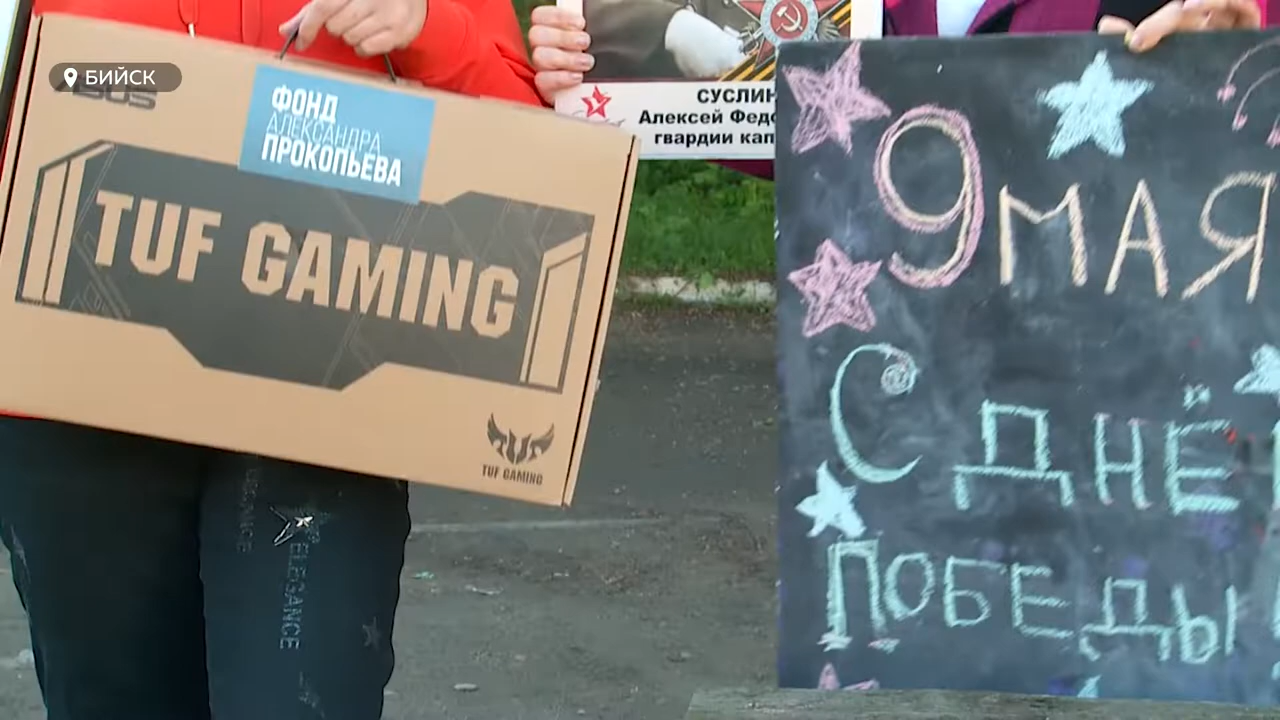 БИЙСК
ASUS
ФОНД
АЛЕКСАНДРА
ПРОКОПЬЕВА
TUF GAMING
TUF GAMING
ELEGANCE
СУСЛИН
Алексей Федо
гвардии кап
9 МАЯ
С ДНЁ
ПОБЕДЫ